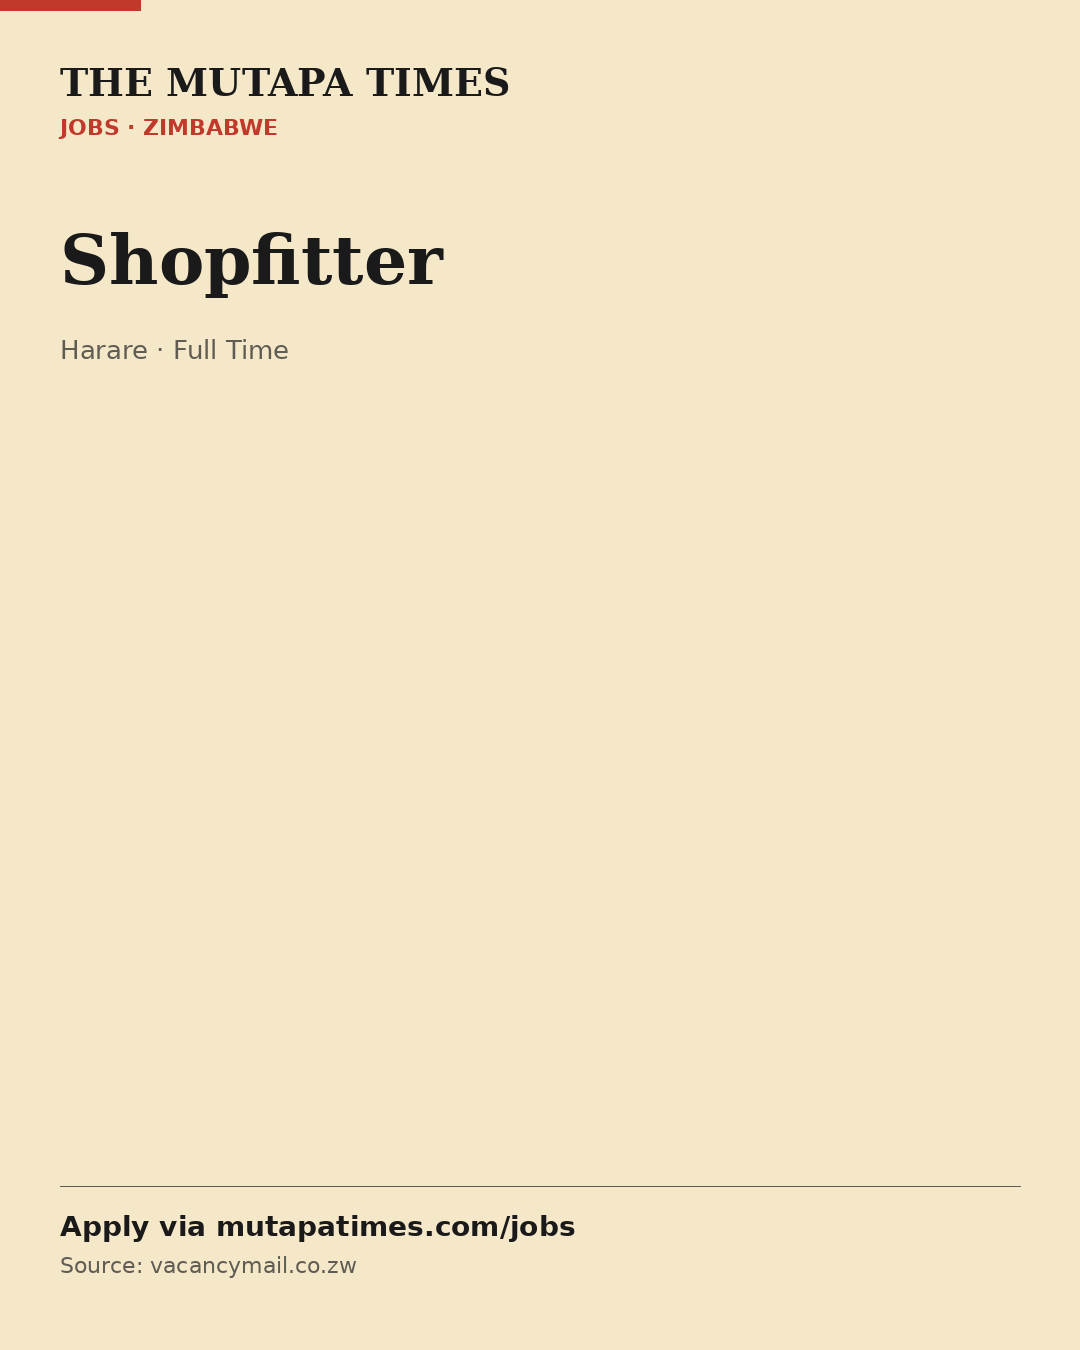 THE MUTAPA TIMES
JOBS · ZIMBABWE
Shopfitter
Harare · Full Time
Apply via mutapatimes.com/jobs
Source: vacancymail.co.zw